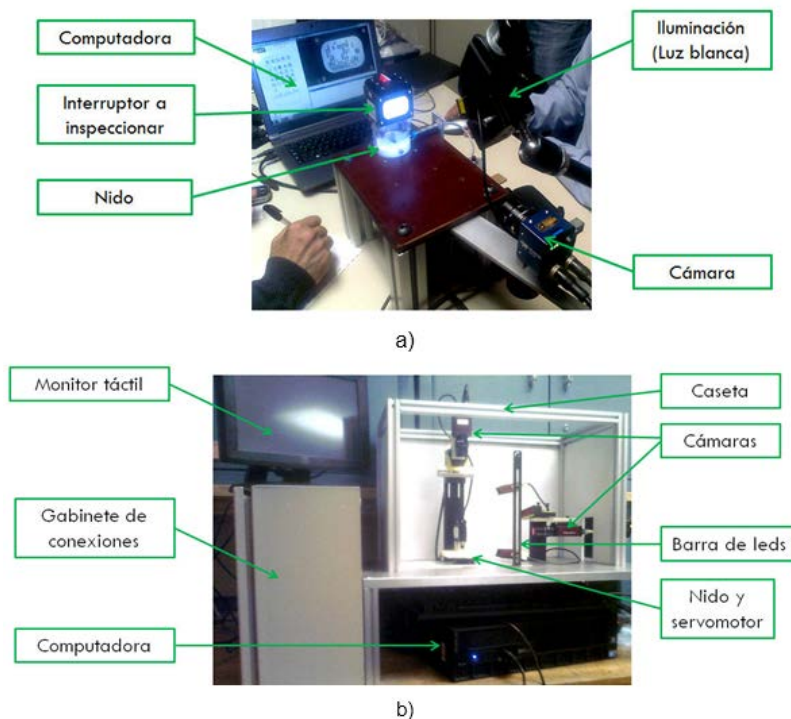 Computadora
Iluminación
(Luz blanca)
Interruptor a
inspeccionar
Nido
Cámara
a)
Monitor táctil
Caseta
Cámaras
Gabinete de
conexiones
Barra de leds
Nido y
servomotor
Computadora
b)